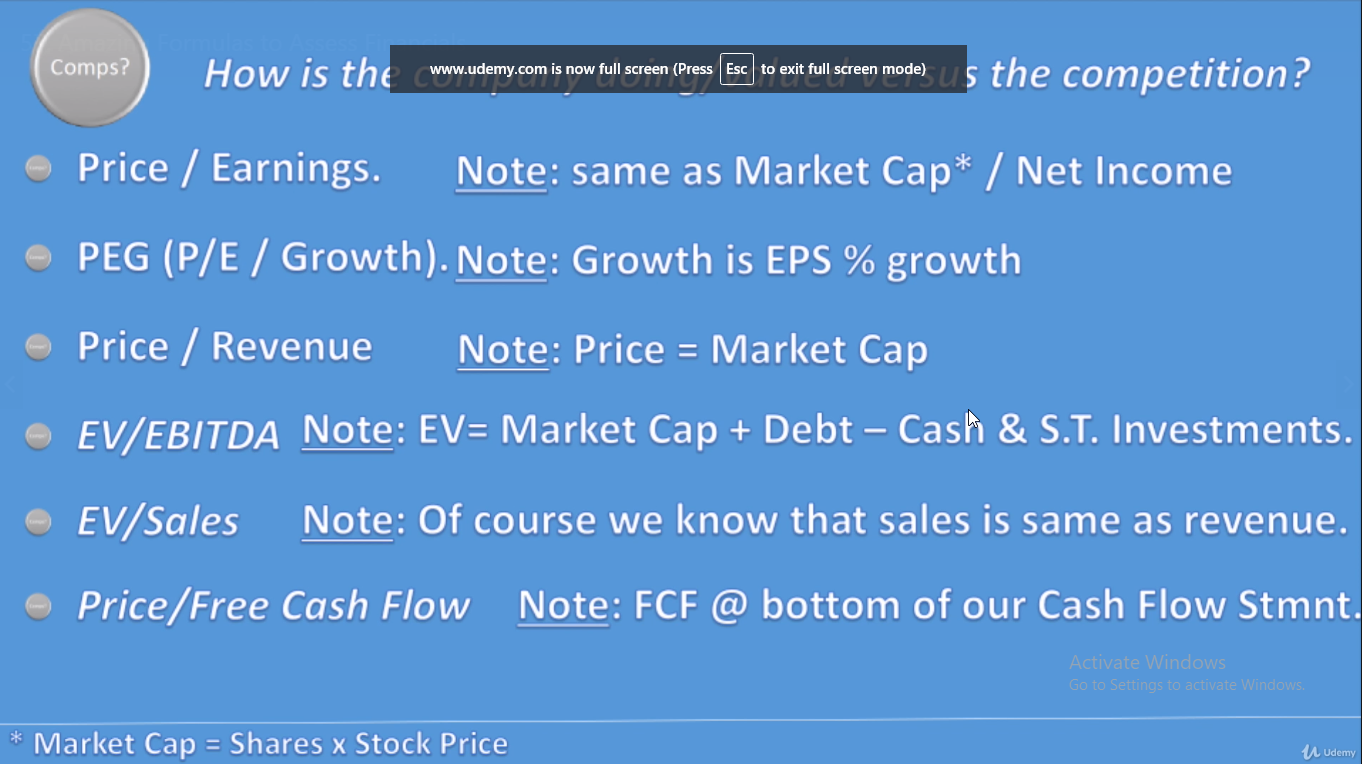 Comps?
How is the company doing/valued versus the competition?
www.udemy.com is now full screen (Press Esc to exit full screen mode)
Price / Earnings. Note: same as Market Cap* / Net Income
PEG (P/E / Growth). Note: Growth is EPS % growth
Price / Revenue Note: Price = Market Cap
EV/EBITDA Note: EV= Market Cap + Debt – Cash & S.T. Investments.
EV/Sales Note: Of course we know that sales is same as revenue.
Price/Free Cash Flow Note: FCF @ bottom of our Cash Flow Stmnt.
Activate Windows
Go to Settings to activate Windows.
* Market Cap = Shares x Stock Price
Udemy